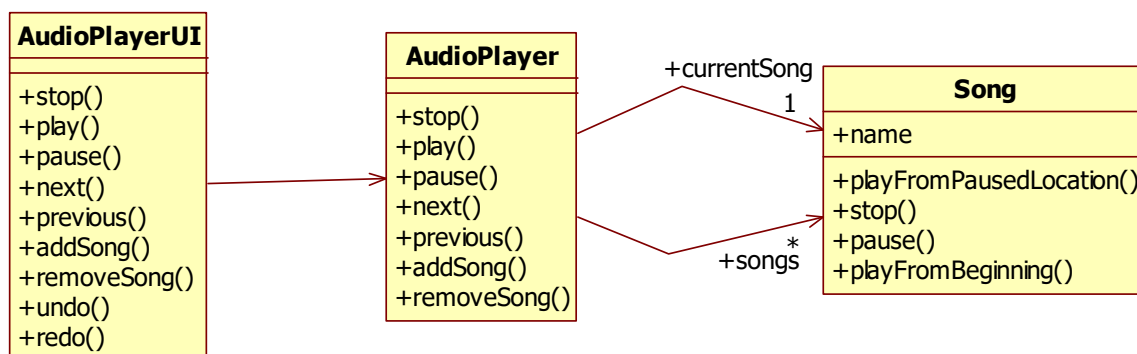 AudioPlayerUI
+stop()
+play()
+pause()
+next()
+previous()
+addSong()
+removeSong()
+undo()
+redo()
AudioPlayer
+stop()
+play()
+pause()
+next()
+previous()
+addSong()
+removeSong()
+currentSong
1
*
+songs
Song
+name
+playFromPausedLocation()
+stop()
+pause()
+playFromBeginning()